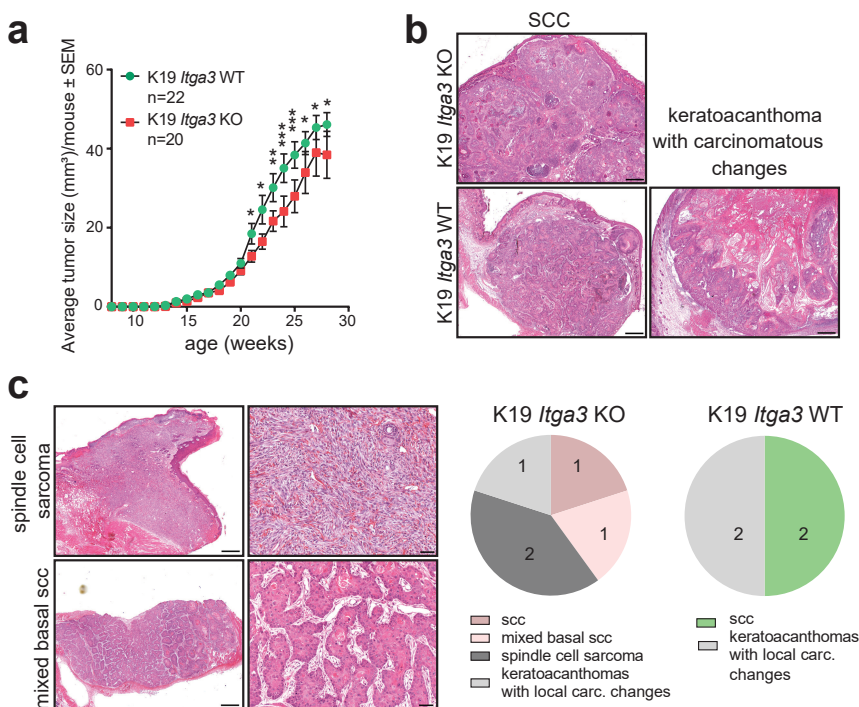 a
Average tumor size (mm³)/mouse ± SEM
60
40
20
0
10
15
20
25
30
age (weeks)
K19 Itga3 WT
n=22
K19 Itga3 KO
n=20
*
*
**
****
***
*
*
*
b
SCC
K19 Itga3 KO
K19 Itga3 WT
keratoacanthoma
with carcinomatous
changes
c
spindle cell
sarcoma
mixed basal scc
K19 Itga3 KO
1
1
1
2
scc
mixed basal scc
spindle cell sarcoma
keratoacanthomas
with local carc. changes
K19 Itga3 WT
2
2
scc
keratoacanthomas
with local carc.
changes